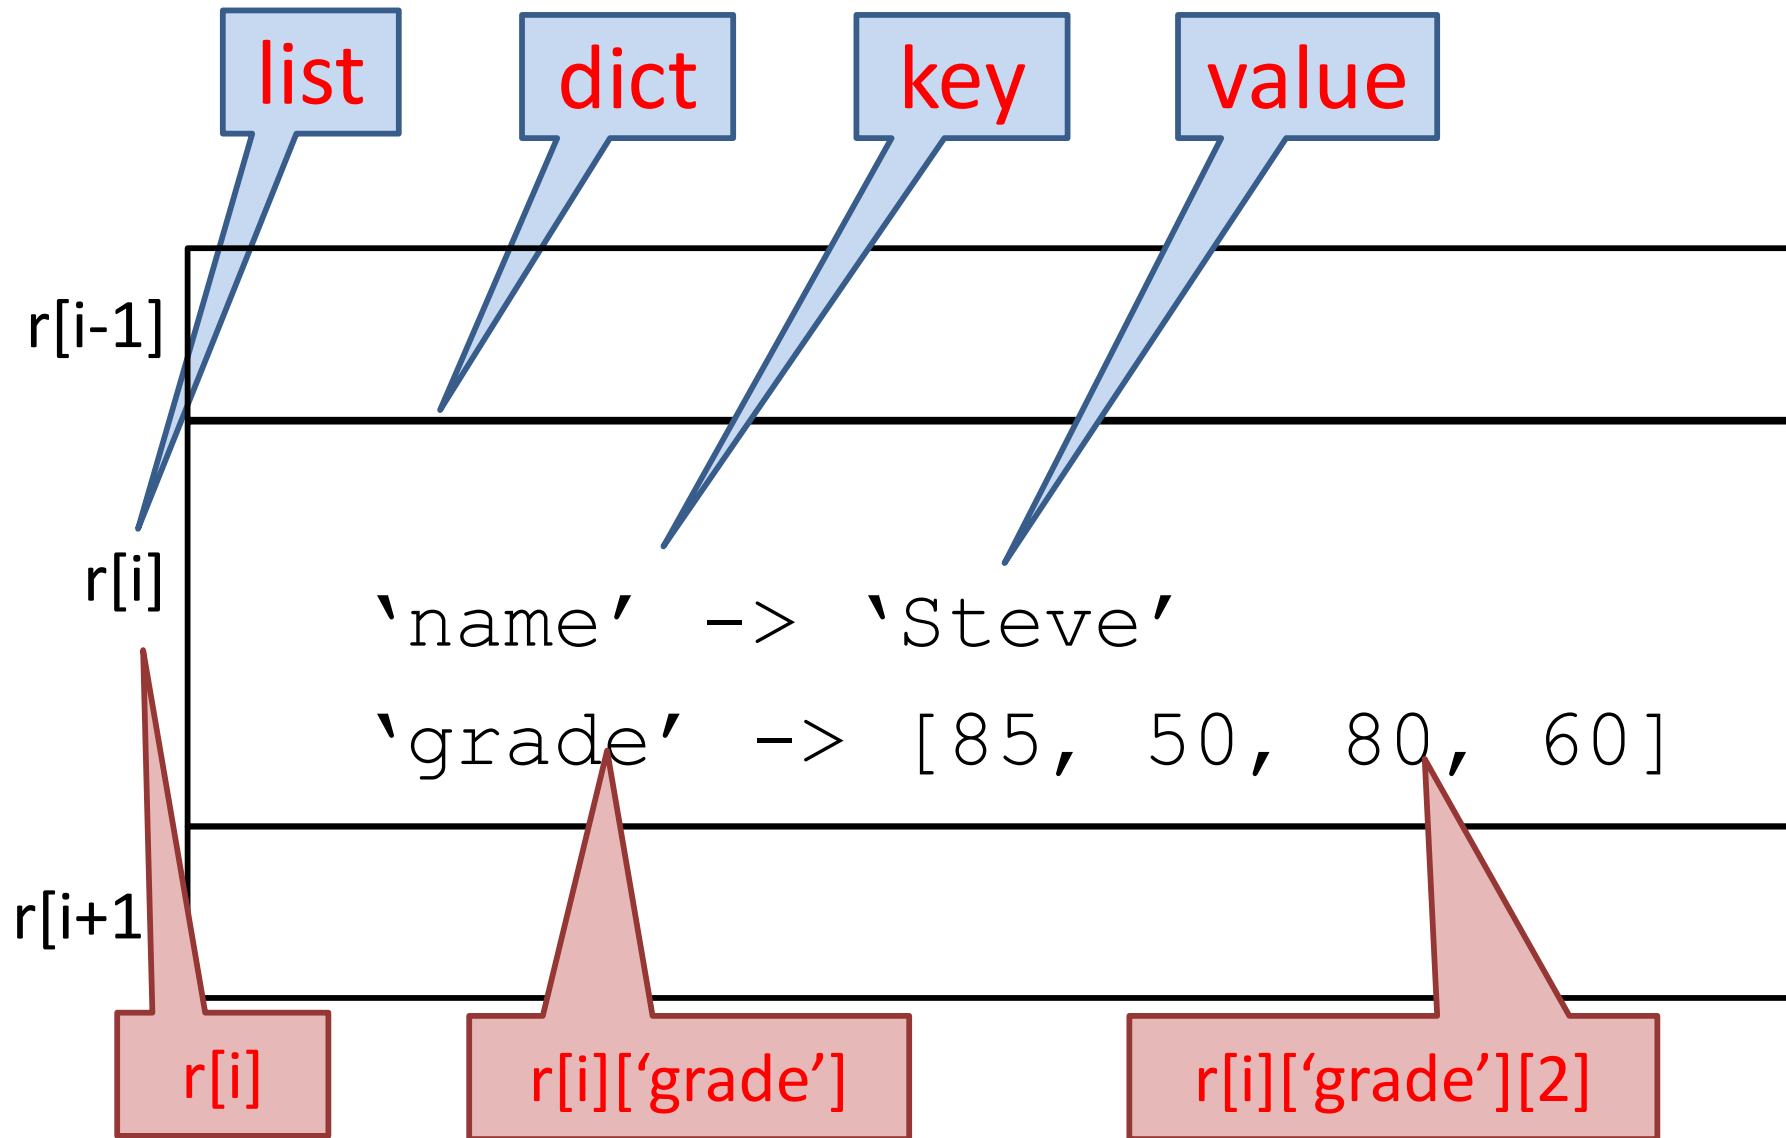 list dict key value
r[i-1]
r[i]
‘name’ -> ‘Steve’
‘grade’ -> [85, 50, 80, 60]
r[i+1
r[i] r[i][‘grade’] r[i][‘grade’][2]